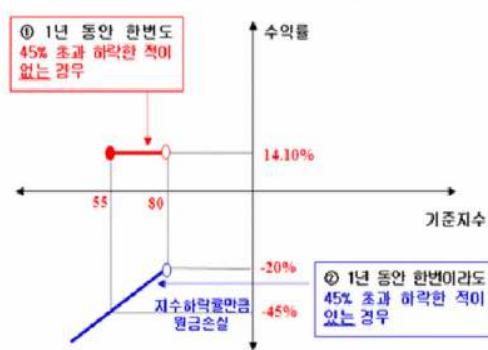 ① 1년 동안 한번도
45% 초과 하락한 적이
없는 경우
수익률
14.10%
55
80
기준지수
-20%
② 1년 동안 한번이라도
45% 초과 하락한 적이
있는 경우
지수하락률만큼
원금손실
-45%